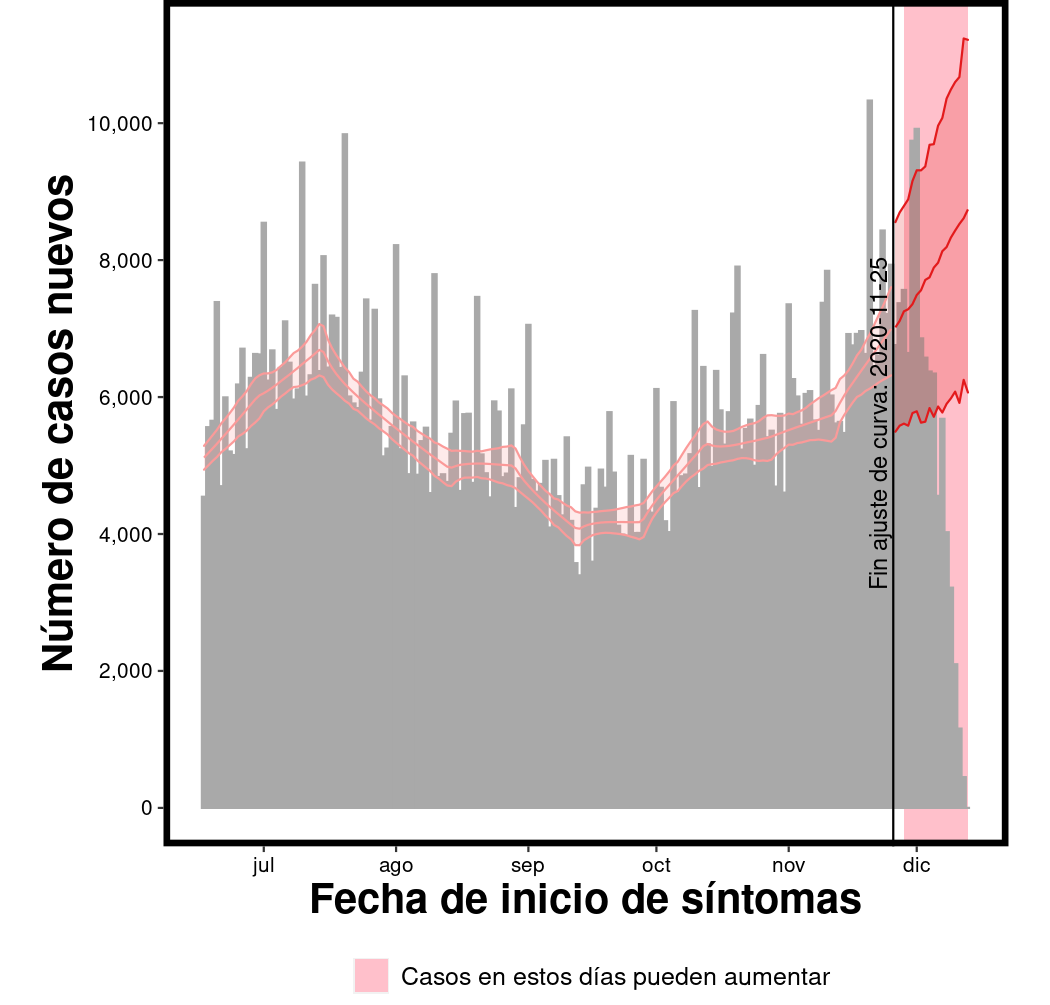 Número de casos nuevos
10,000
8,000
6,000
4,000
2,000
0
Fin ajuste de curva: 2020-11-25
jul ago sep oct nov dic
Fecha de inicio de síntomas
Casos en estos días pueden aumentar